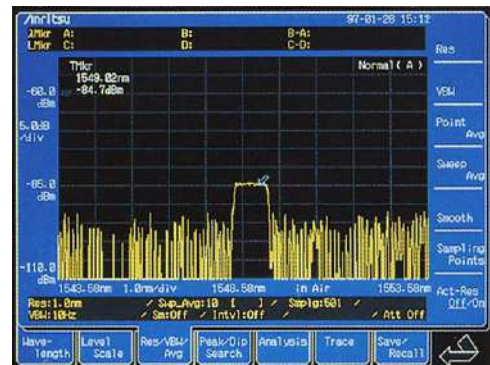 Anritsu 97-01-28 15:12
λMkr A: B: B-A:
LMkr C: D: C-D:
Res
TMkr
1549.02nm
-84.7dBm
Normal ( A )
-60.0
dBm
VBW
5.0dB
/div
Point
Avg
Sweep
Avg
-85.0
dBm
Smooth
Sampling
Points
-110.0
1543.58nm 1.0nm/div 1548.58nm in Air 1553.58nm
Act-Res
Off/On
Res:1.0nm / Swp_Avg:10 [ ] / Smplg:501 /
VBW:10Hz / Sm:Off / Intvl:Off / / Att Off
Wave-
length
Level
Scale
Res/VBW/
Avg
Peak/Dip
Search
Analysis
Trace
Save/
Recall